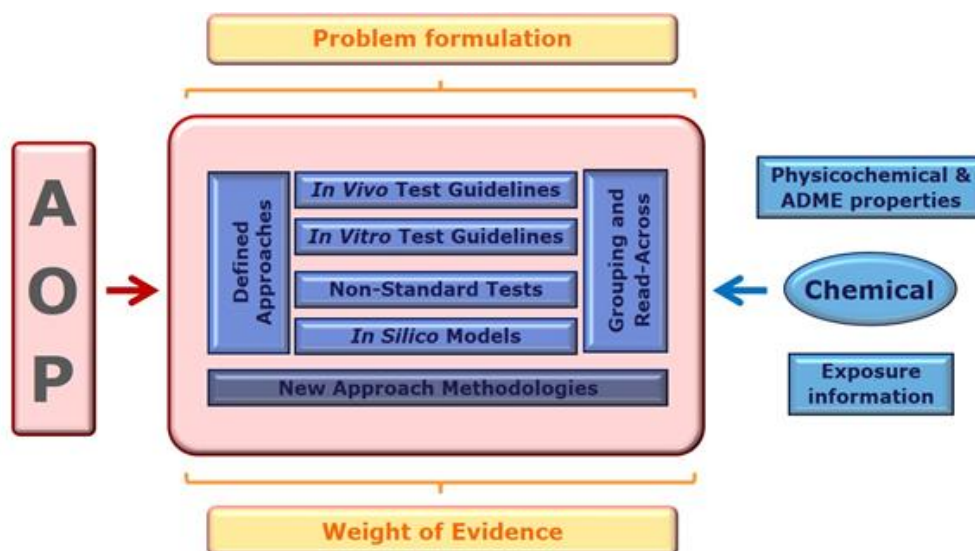 Problem formulation
A
O
P
Defined
Approaches
In Vivo Test Guidelines
In Vitro Test Guidelines
Non-Standard Tests
In Silico Models
Grouping and
Read-Across
New Approach Methodologies
Physicochemical &
ADME properties
Chemical
Exposure
information
Weight of Evidence